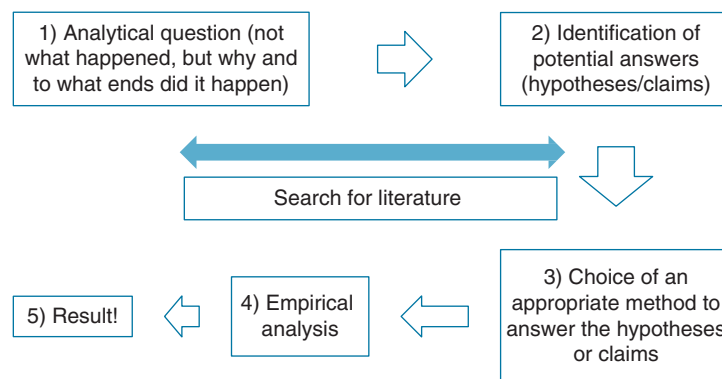 1) Analytical question (not
what happened, but why and
to what ends did it happen)
2) Identification of
potential answers
(hypotheses/claims)
Search for literature
3) Choice of an
appropriate method to
answer the hypotheses
or claims
4) Empirical
analysis
5) Result!